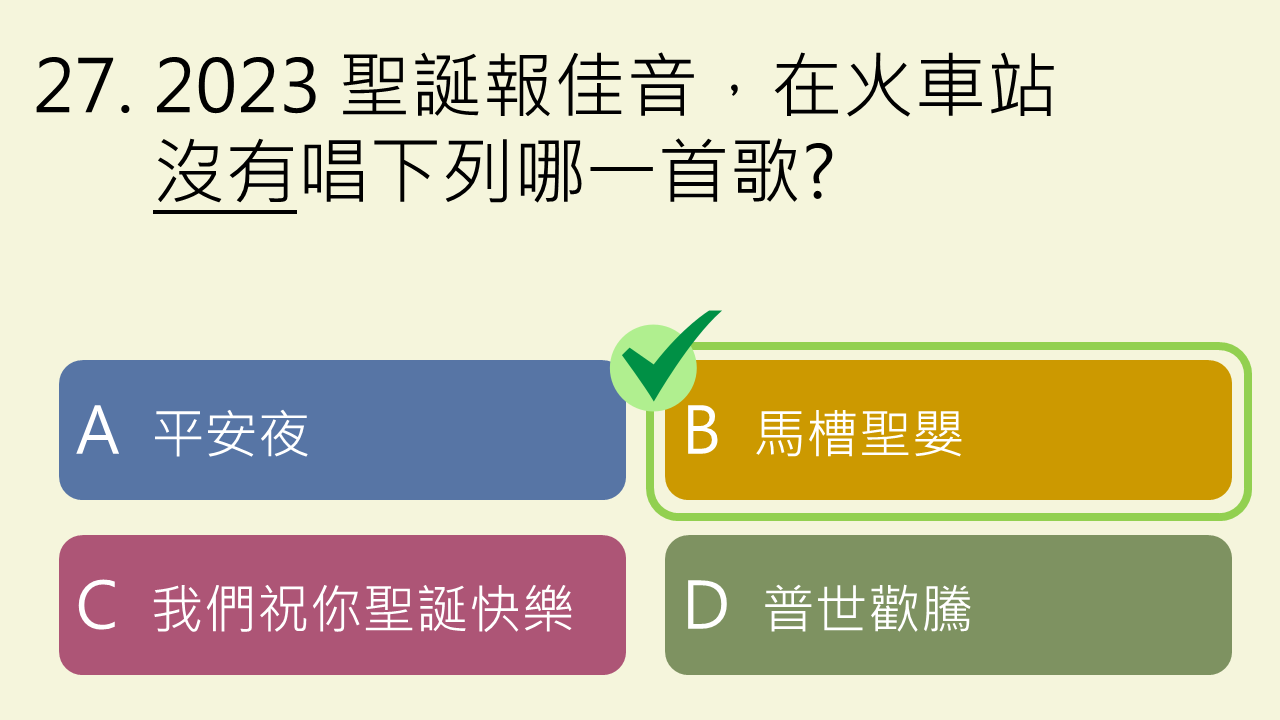 27. 2023 聖誕報佳音，在火車站
沒有唱下列哪一首歌?
A 平安夜
B 馬槽聖嬰
C 我們祝你聖誕快樂
D 普世歡騰